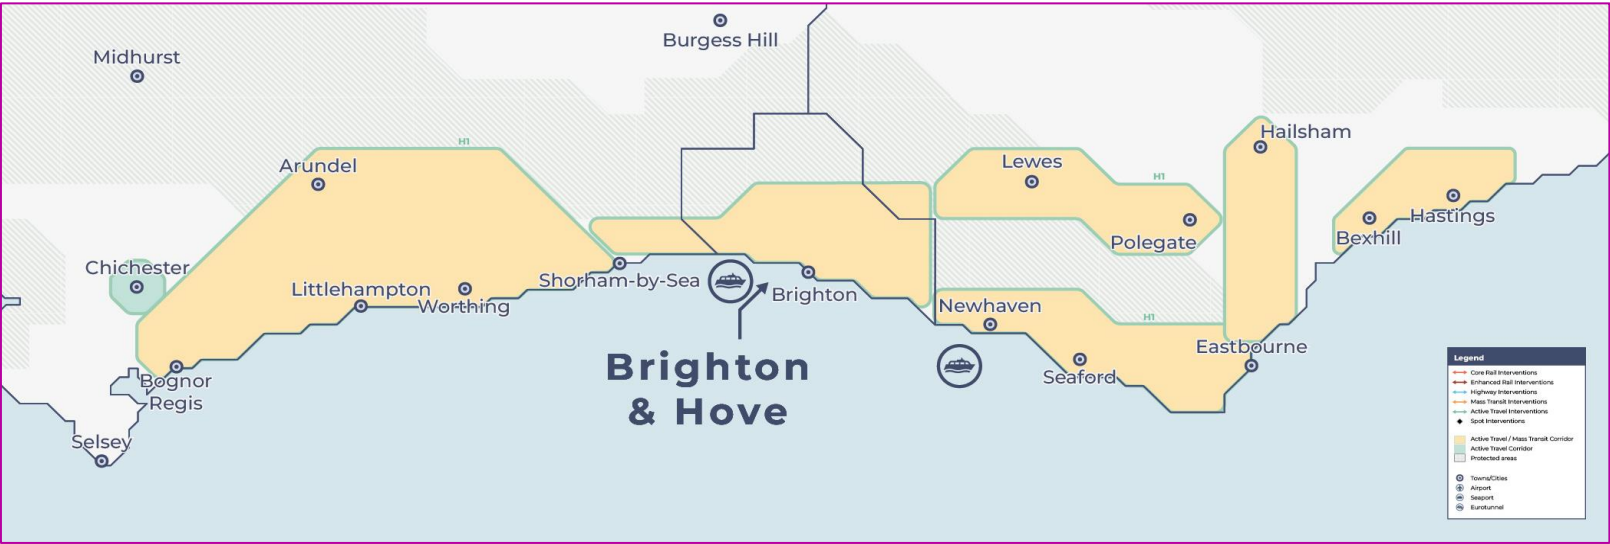 Burgess Hill
Midhurst
Hailsham
H1
Arundel
Lewes
H1
Polegate
Hastings
Bexhill
Chichester
Shorham-by-Sea
Littlehampton
Worthing
Brighton
Newhaven
H1
Eastbourne
Seaford
Bognor
Regis
Brighton
& Hove
Selsey
Legend
Core Rail Interventions
Enhanced Rail Interventions
Highway Interventions
Mass Transit Interventions
Active Travel Interventions
Spot Interventions
Active Travel / Mass Transit Corridor
Active Travel Corridor
Protected areas
Towns/Cities
Airport
Seaport
Eurotunnel